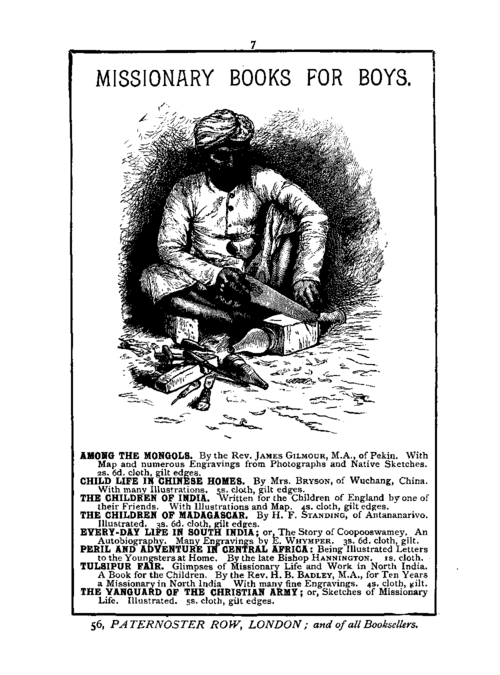 7
MISSIONARY BOOKS FOR BOYS.
AMONG THE MONGOLS. By the Rev. JAMES GILMOUR, M.A., of Pekin. With
Map and numerous Engravings from Photographs and Native Sketches.
2s. 6d. cloth, gilt edges.
CHILD LIFE IN CHINESE HOMES. By Mrs. BRYSON, of Wuchang, China.
With many Illustrations. 5s. cloth, gilt edges.
THE CHILDREN OF INDIA. Written for the Children of England by one of
their Friends. With Illustrations and Map. 4s. cloth, gilt edges.
THE CHILDREN OF MADAGASCAR. By H. F. STANDING, of Antananarivo.
Illustrated. 3s. 6d. cloth, gilt edges.
EVERY-DAY LIFE IN SOUTH INDIA; or, The Story of Coopooswamey. An
Autobiography. Many Engravings by E. WHYMPER. 3s. 6d. cloth, gilt.
PERIL AND ADVENTURE IN CENTRAL AFRICA: Being Illustrated Letters
to the Youngsters at Home. By the late Bishop HANNINGTON. 1s. cloth.
TULSIPUR FAIR. Glimpses of Missionary Life and Work in North India.
A Book for the Children. By the Rev. H. B. BADLEY, M.A., for Ten Years
a Missionary in North India With many fine Engravings. 4s. cloth, gilt.
THE VANGUARD OF THE CHRISTIAN ARMY; or, Sketches of Missionary
Life. Illustrated. 5s. cloth, gilt edges.
56, PATERNOSTER ROW, LONDON; and of all Booksellers.